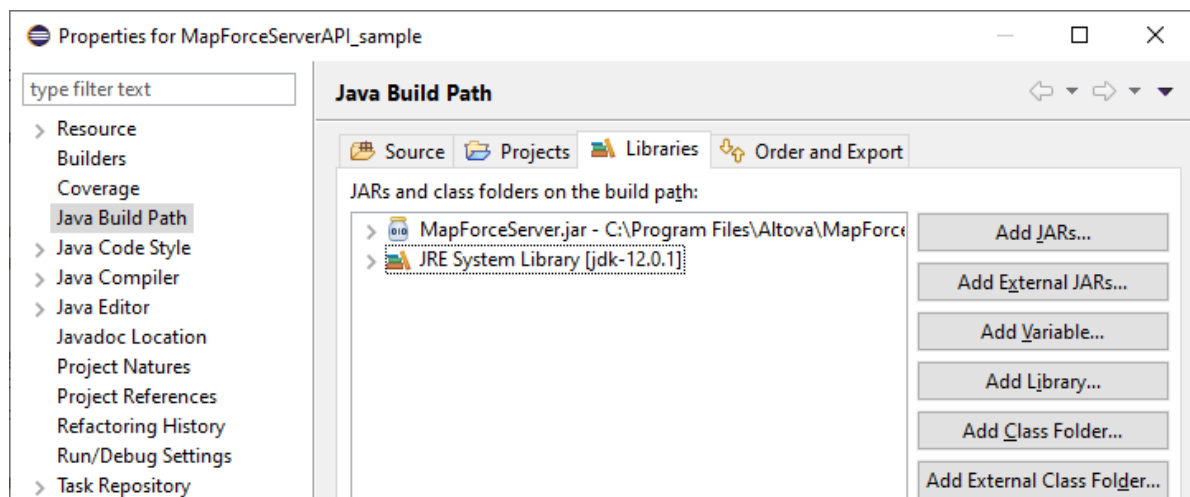 Properties for MapForceServerAPI_sample
type filter text
Resource
Builders
Coverage
Java Build Path
Java Code Style
Java Compiler
Java Editor
Javadoc Location
Project Natures
Project References
Refactoring History
Run/Debug Settings
Task Repository
Java Build Path
Source Projects Libraries Order and Export
JARs and class folders on the build path:
MapForceServer.jar - C:\Program Files\Altova\MapForce
JRE System Library [jdk-12.0.1]
Add JARs...
Add External JARs...
Add Variable...
Add Library...
Add Class Folder...
Add External Class Folder...